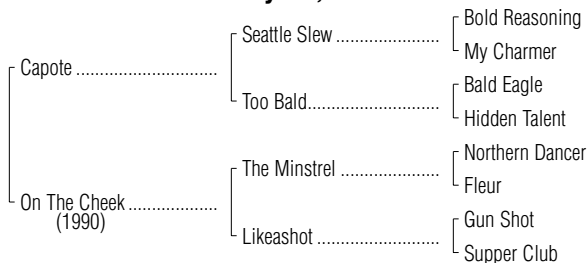 Bold Reasoning
Seattle Slew
My Charmer
Capote
Bald Eagle
Too Bald
Hidden Talent
Northern Dancer
The Minstrel
Fleur
On The Cheek
(1990)
Gun Shot
Likeashot
Supper Club